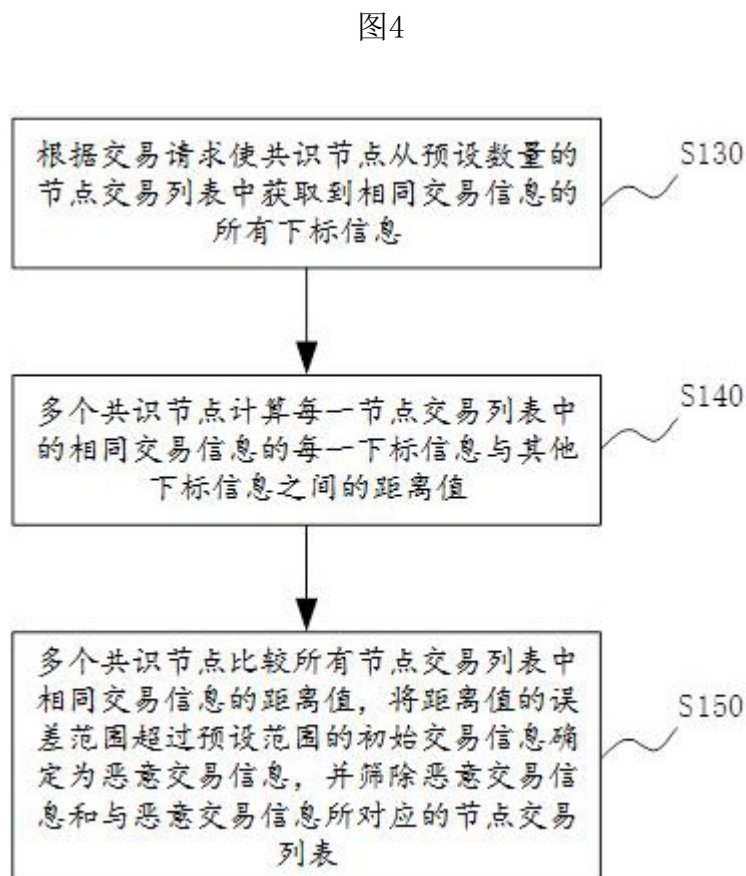 图4
根据交易请求使共识节点从预设数量的
节点交易列表中获取到相同交易信息的
所有下标信息
S130
多个共识节点计算每一节点交易列表中
的相同交易信息的每一下标信息与其他
下标信息之间的距离值
S140
多个共识节点比较所有节点交易列表中
相同交易信息的距离值，将距离值的误
差范围超过预设范围的初始交易信息确
定为恶意交易信息，并筛除恶意交易信
息和与恶意交易信息所对应的节点交易
列表
S150